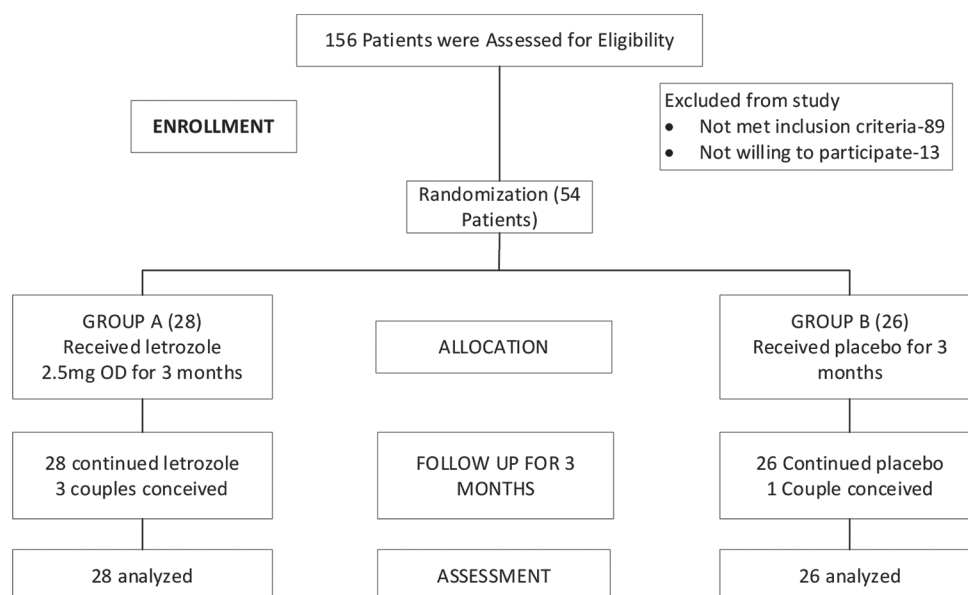 156 Patients were Assessed for Eligibility
ENROLLMENT
Excluded from study
• Not met inclusion criteria-89
• Not willing to participate-13
Randomization (54
Patients)
GROUP A (28)
Received letrozole
2.5mg OD for 3 months
ALLOCATION
GROUP B (26)
Received placebo for 3
months
28 continued letrozole
3 couples conceived
FOLLOW UP FOR 3
MONTHS
26 Continued placebo
1 Couple conceived
28 analyzed
ASSESSMENT
26 analyzed